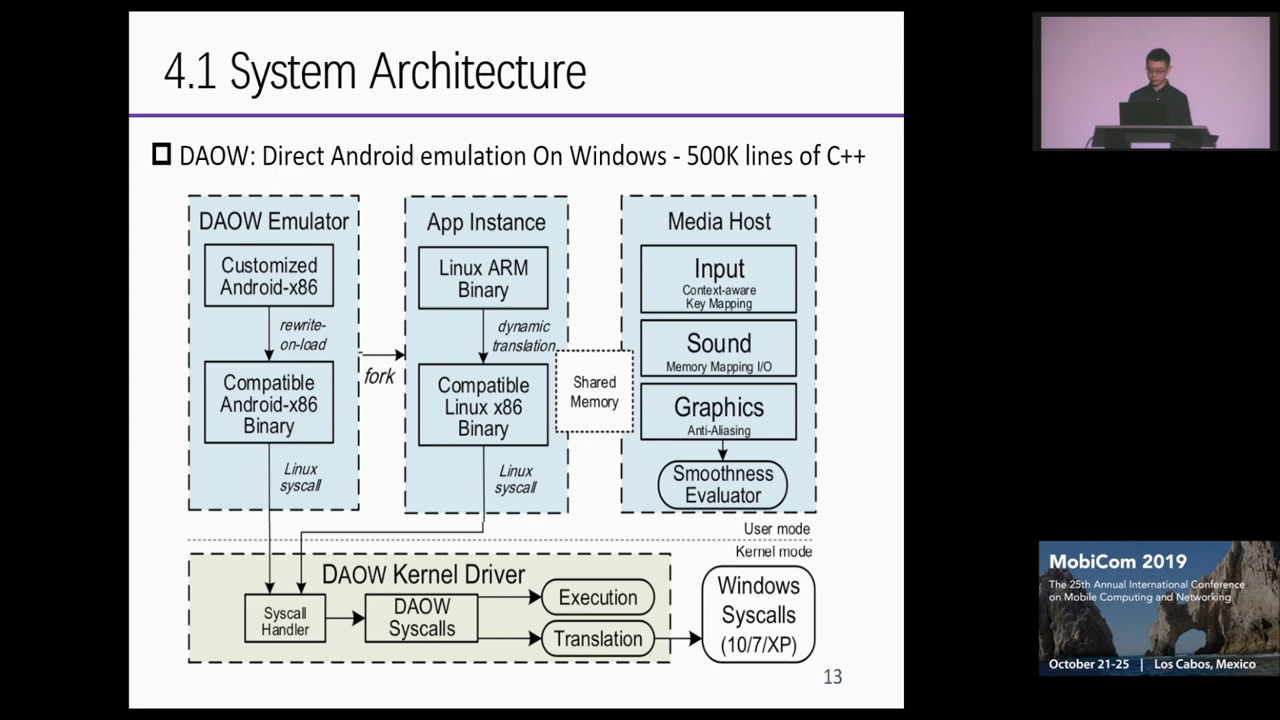 4.1 System Architecture
DAOW: Direct Android emulation On Windows - 500K lines of C++
DAOW Emulator
Customized
Android-x86
rewrite-
on-load
Compatible
Android-x86
Binary
Linux
syscall
fork
App Instance
Linux ARM
Binary
dynamic
translation
Compatible
Linux x86
Binary
Linux
syscall
Shared
Memory
Media Host
Input
Context-aware
Key Mapping
Sound
Memory Mapping I/O
Graphics
Anti-Aliasing
Smoothness
Evaluator
User mode
Kernel mode
DAOW Kernel Driver
Syscall
Handler
DAOW
Syscalls
Execution
Translation
Windows
Syscalls
(10/7/XP)
13
MobiCom 2019
The 25th Annual International Conference
on Mobile Computing and Networking
October 21-25 | Los Cabos, Mexico